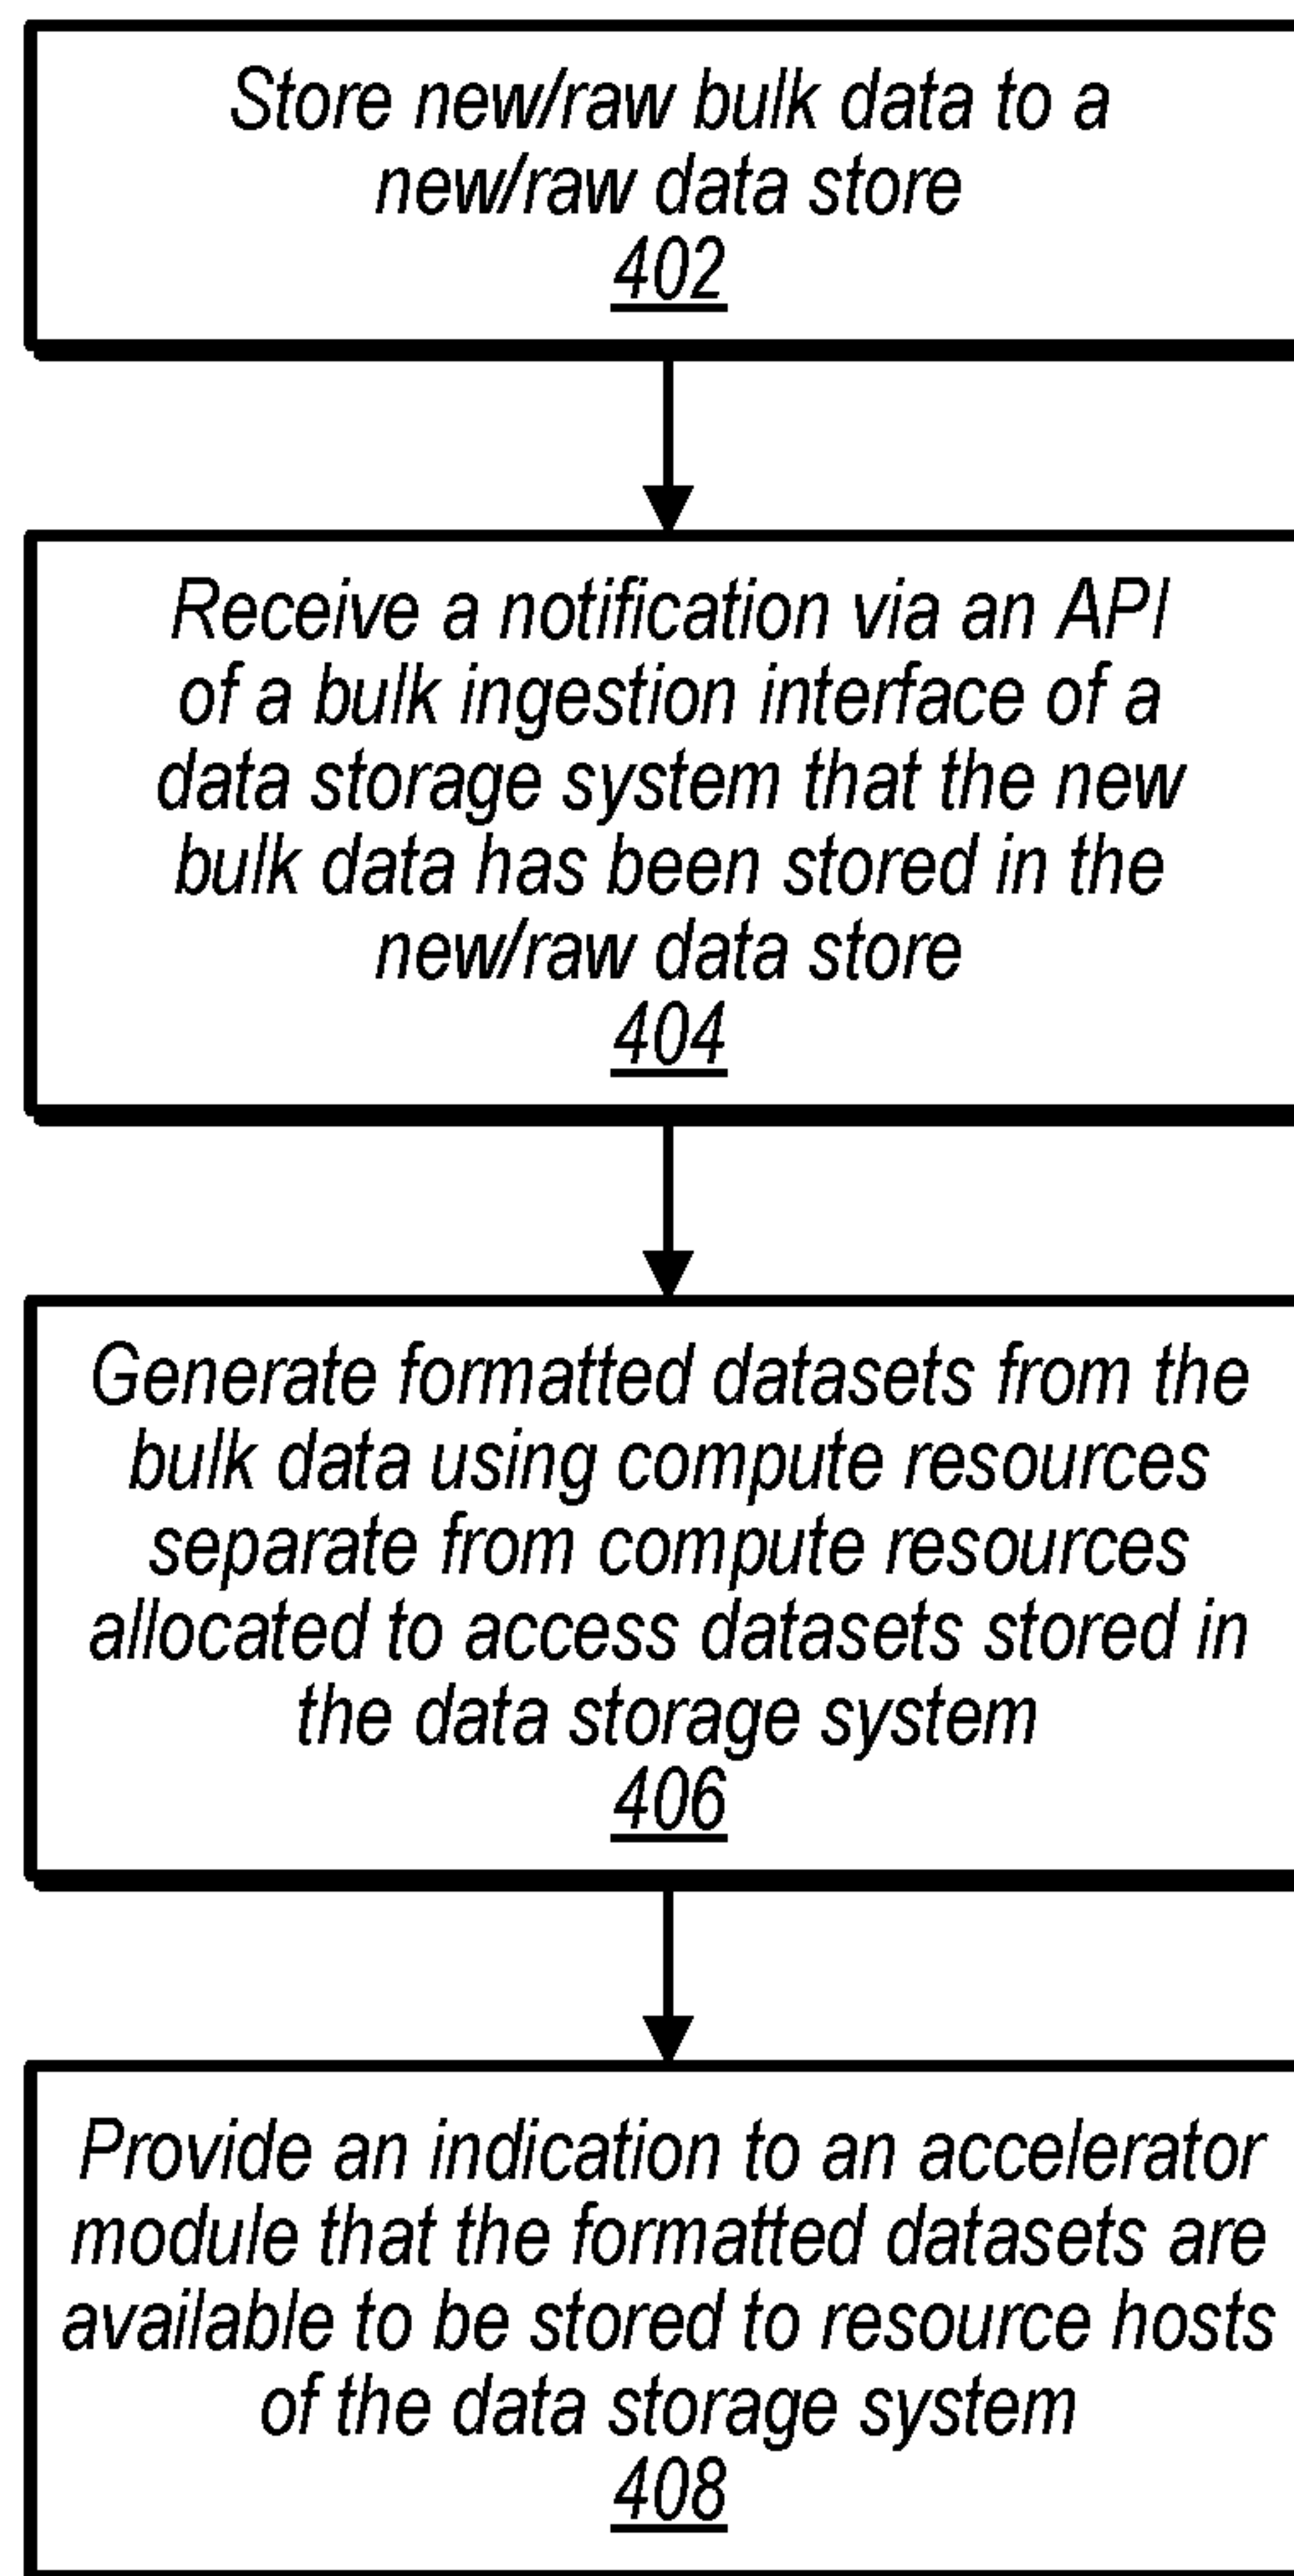 Store new/raw bulk data to a
new/raw data store
402
Receive a notification via an API
of a bulk ingestion interface of a
data storage system that the new
bulk data has been stored in the
new/raw data store
404
Generate formatted datasets from the
bulk data using compute resources
separate from compute resources
allocated to access datasets stored in
the data storage system
406
Provide an indication to an accelerator
module that the formatted datasets are
available to be stored to resource hosts
of the data storage system
408